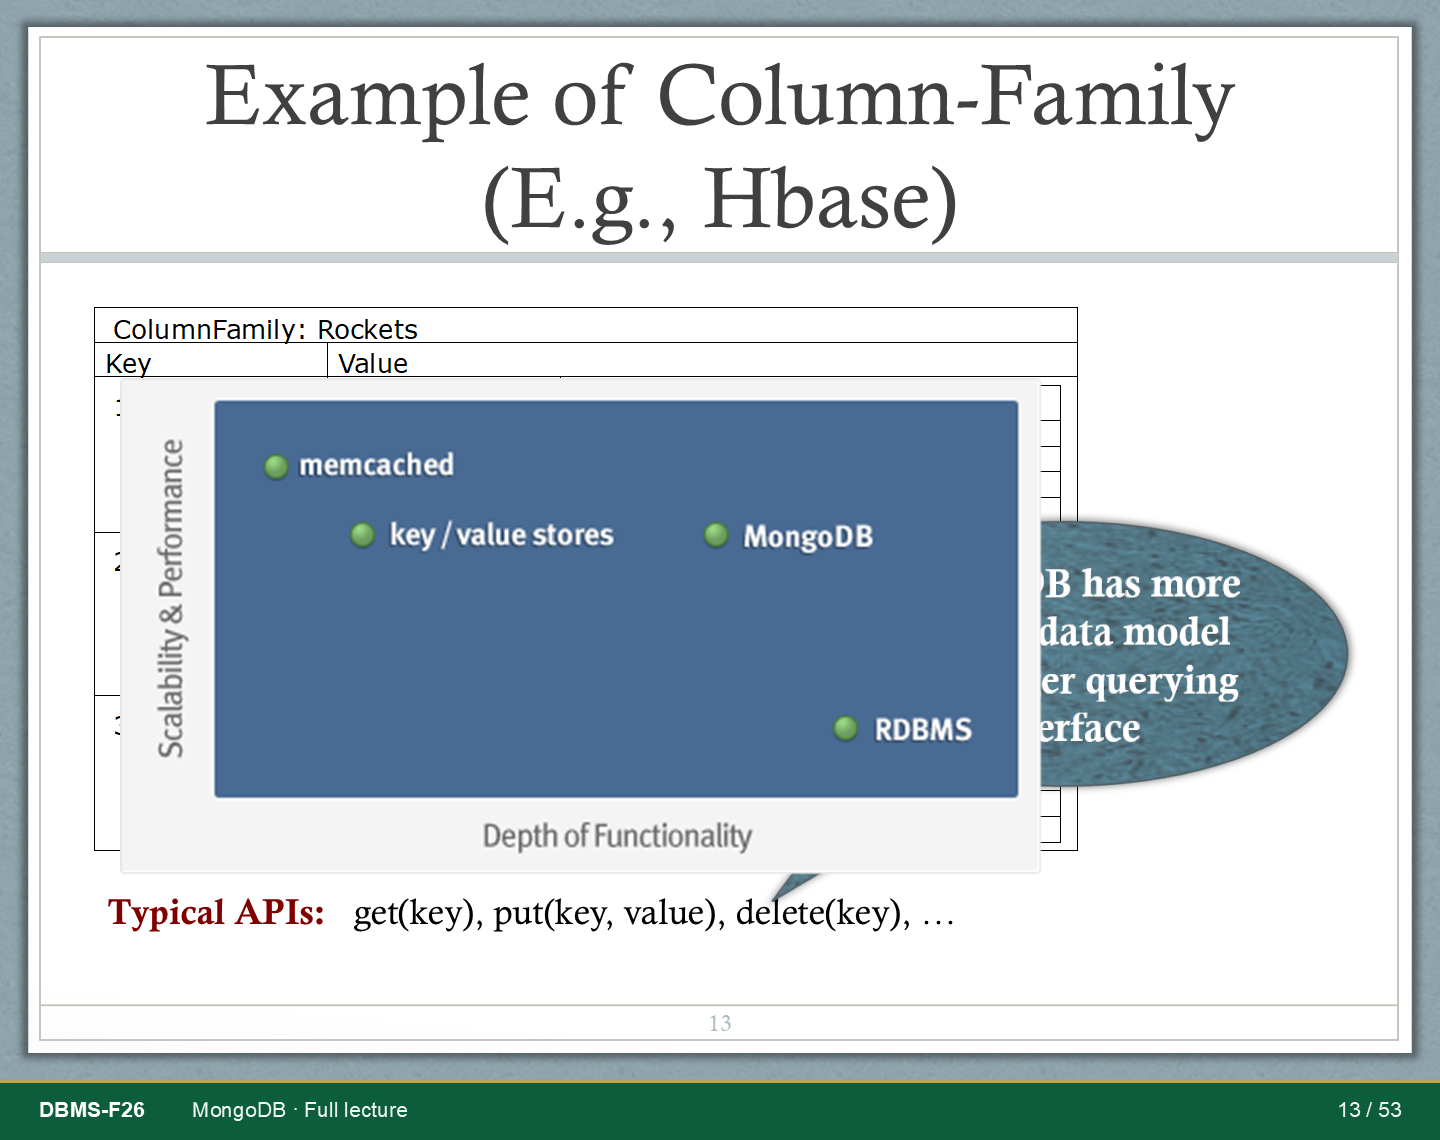 Example of Column-Family
(E.g., Hbase)
ColumnFamily: Rockets
Key Value
memcached
key / value stores
MongoDB
RDBMS
Scalability & Performance
Depth of Functionality
has more
data model
querying
Typical APIs: get(key), put(key, value), delete(key), …
13
DBMS-F26 MongoDB · Full lecture 13 / 53